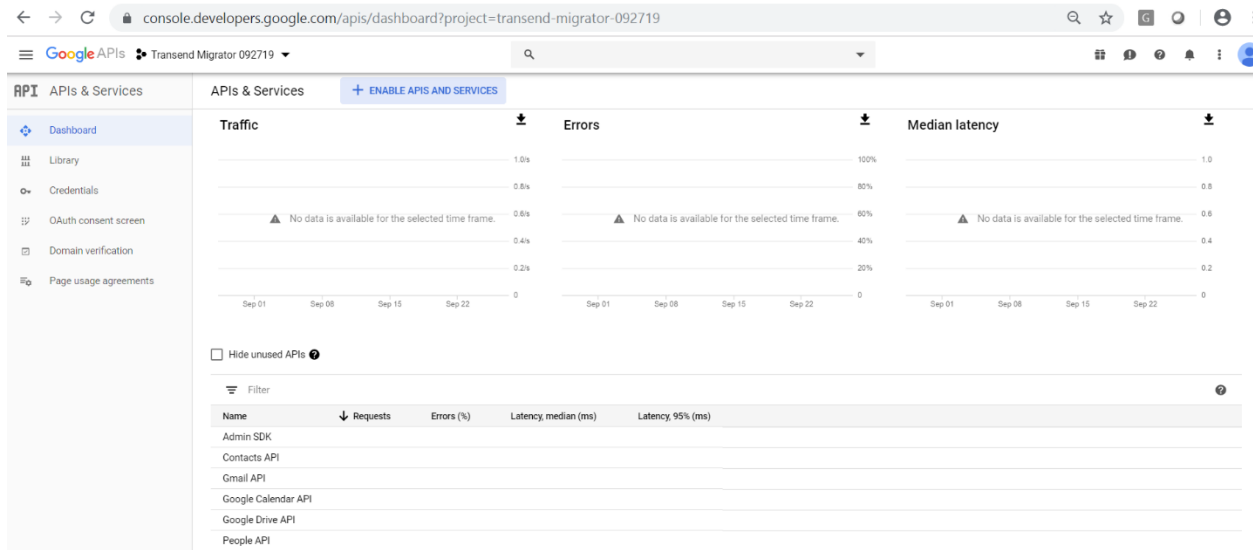 console.developers.google.com/apis/dashboard?project=transend-migrator-092719
G
Google APIs Transend Migrator 092719
API APIs & Services
APIs & Services + ENABLE APIS AND SERVICES
Dashboard
Library
Credentials
OAuth consent screen
Domain verification
Page usage agreements
Traffic
1.0/s
0.8/s
0.6/s
0.4/s
0.2/s
0
No data is available for the selected time frame.
Sep 01 Sep 08 Sep 15 Sep 22
Errors
100%
80%
60%
40%
20%
0
No data is available for the selected time frame.
Sep 01 Sep 08 Sep 15 Sep 22
Median latency
1.0
0.8
0.6
0.4
0.2
0
No data is available for the selected time frame.
Sep 01 Sep 08 Sep 15 Sep 22
Hide unused APIs
Filter
Name Requests Errors (%) Latency, median (ms) Latency, 95% (ms)
Admin SDK
Contacts API
Gmail API
Google Calendar API
Google Drive API
People API